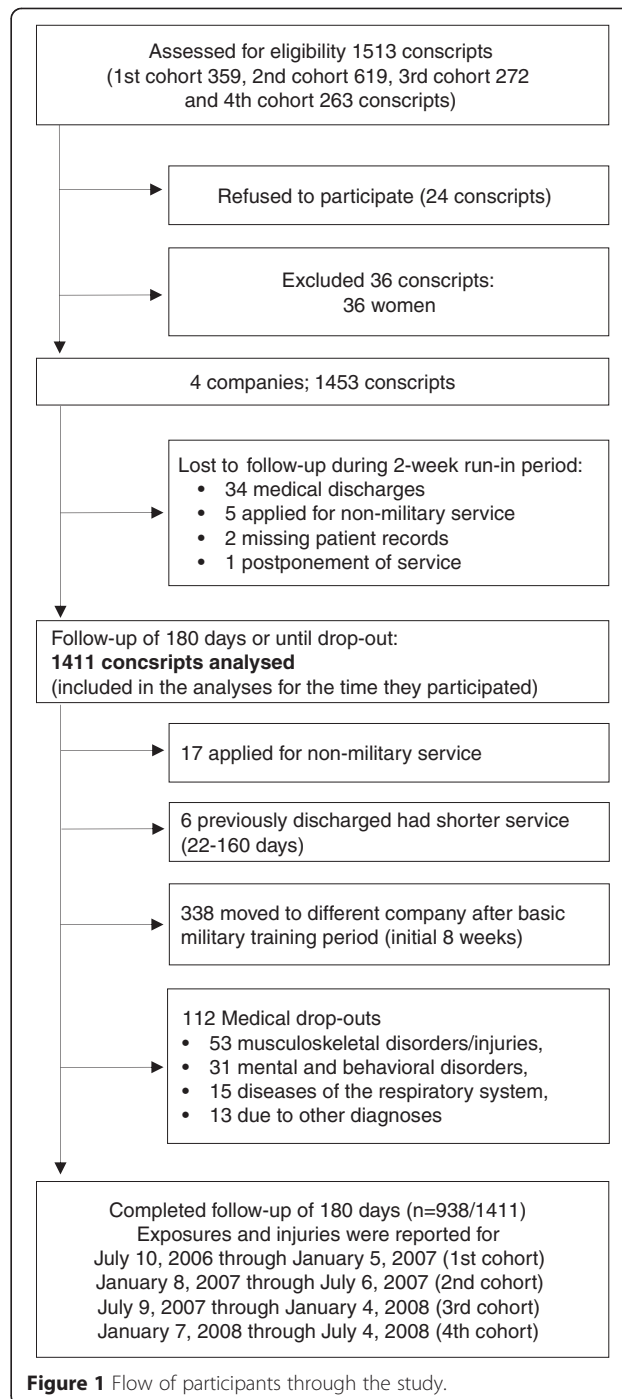 Assessed for eligibility 1513 conscripts
(1st cohort 359, 2nd cohort 619, 3rd cohort 272
and 4th cohort 263 conscripts)
Refused to participate (24 conscripts)
Excluded 36 conscripts:
36 women
4 companies; 1453 conscripts
Lost to follow-up during 2-week run-in period:
• 34 medical discharges
• 5 applied for non-military service
• 2 missing patient records
• 1 postponement of service
Follow-up of 180 days or until drop-out:
1411 concsripts analysed
(included in the analyses for the time they participated)
17 applied for non-military service
6 previously discharged had shorter service
(22-160 days)
338 moved to different company after basic
military training period (initial 8 weeks)
112 Medical drop-outs
• 53 musculoskeletal disorders/injuries,
• 31 mental and behavioral disorders,
• 15 diseases of the respiratory system,
• 13 due to other diagnoses
Completed follow-up of 180 days (n=938/1411)
Exposures and injuries were reported for
July 10, 2006 through January 5, 2007 (1st cohort)
January 8, 2007 through July 6, 2007 (2nd cohort)
July 9, 2007 through January 4, 2008 (3rd cohort)
January 7, 2008 through July 4, 2008 (4th cohort)
Figure 1 Flow of participants through the study.